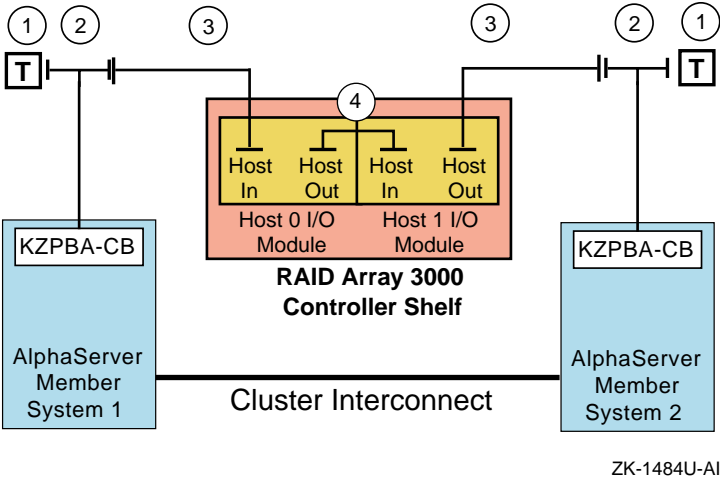 1 2 3 3 2 1
T T
4
Host Host Host Host
In Out In Out
Host 0 I/O Host 1 I/O
Module Module
KZPBA-CB KZPBA-CB
RAID Array 3000
Controller Shelf
AlphaServer
Member
System 1
AlphaServer
Member
System 2
Cluster Interconnect
ZK-1484U-AI